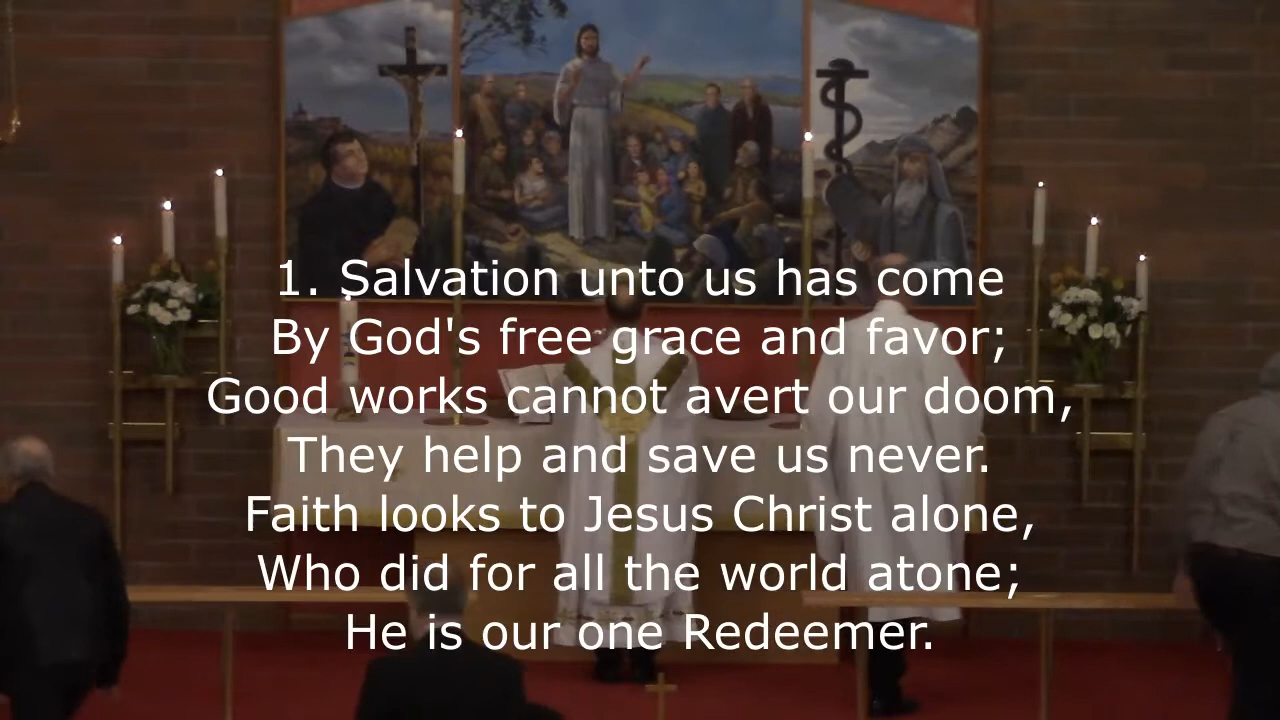 1. Salvation unto us has come
By God's free grace and favor;
Good works cannot avert our doom,
They help and save us never.
Faith looks to Jesus Christ alone,
Who did for all the world atone;
He is our one Redeemer.